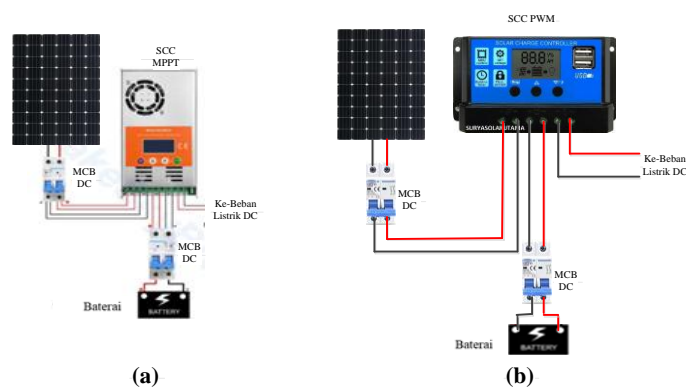 SCC
MPPT
MCB
DC
Ke-Beban
Listrik DC
MCB
DC
Baterai
BATTERY
(a)
SCC PWM
SOLAR CHARGE CONTROLLER
88.8
USB
SURYASOLARUTAMA
Ke-Beban
Listrik DC
MCB
DC
MCB
DC
Baterai
BATTERY
(b)